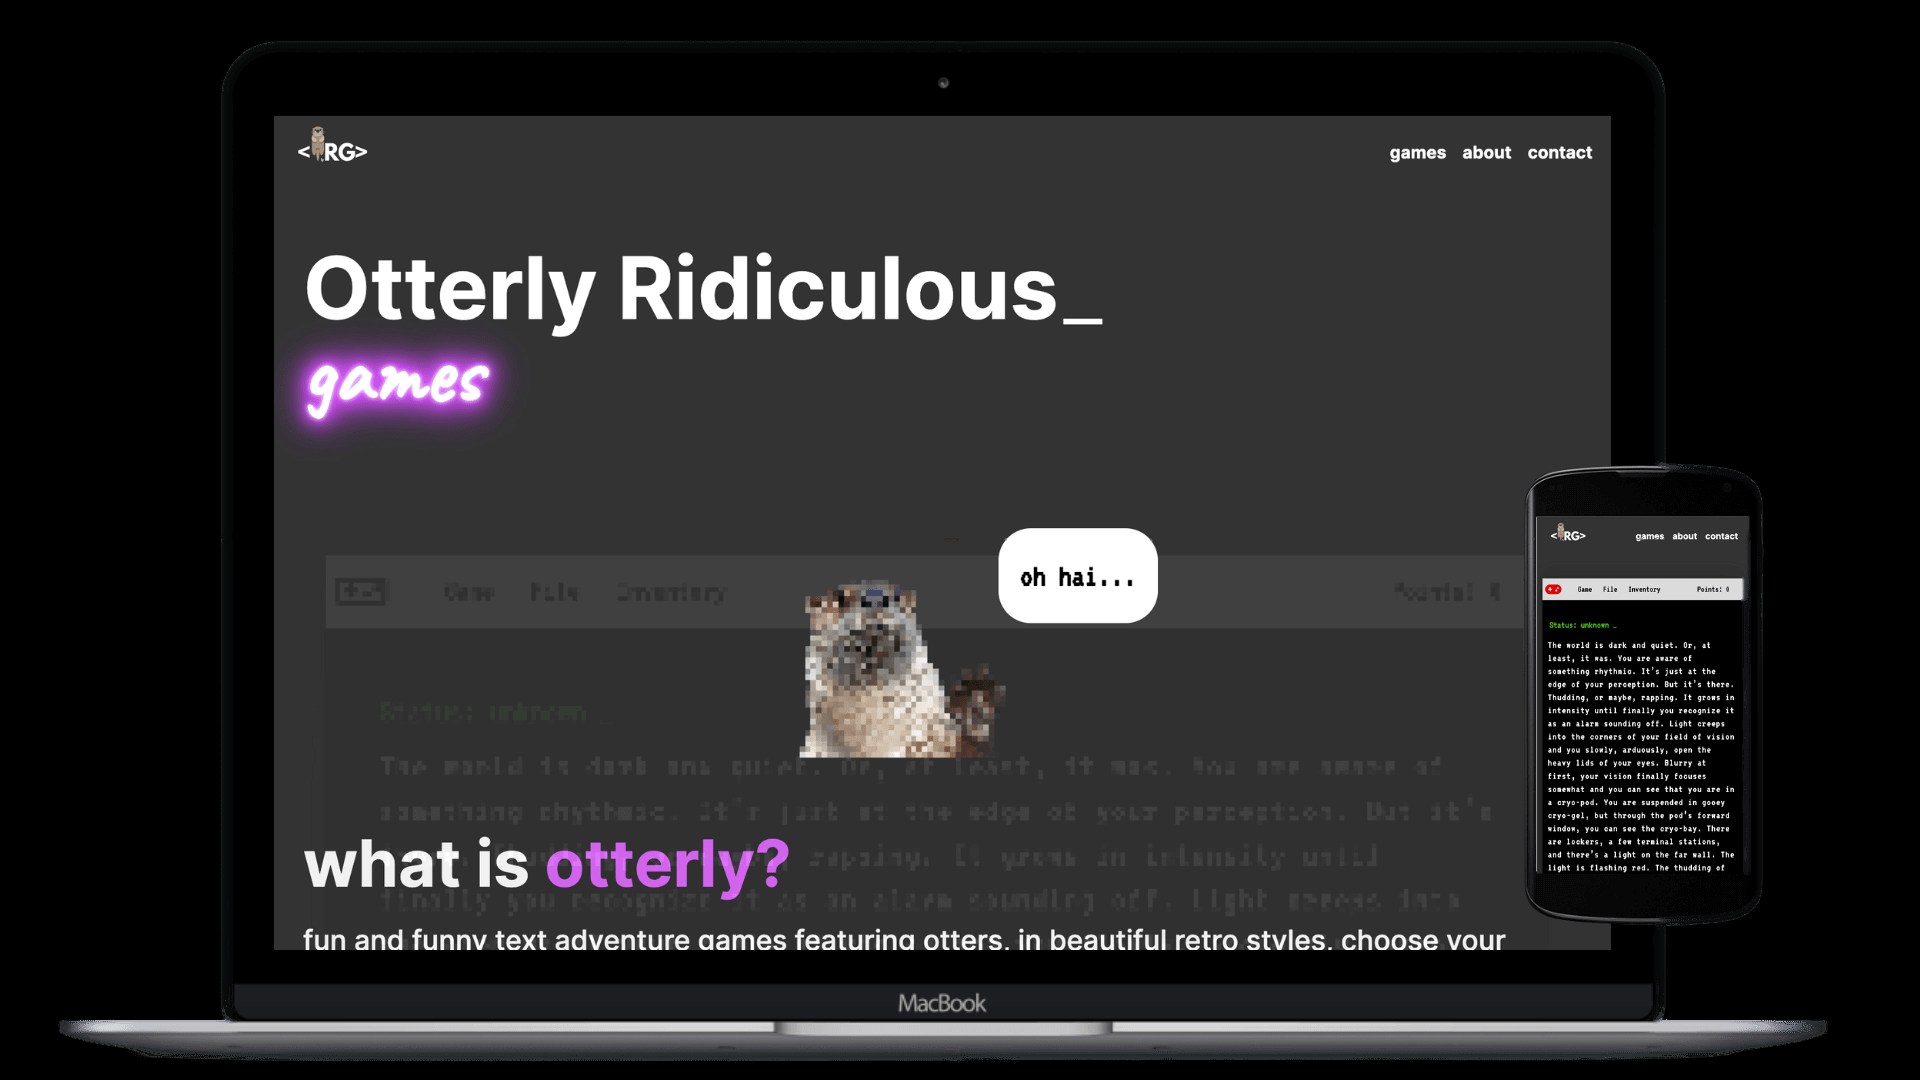 <RG>
games about contact
Otterly Ridiculous_
games
oh hai...
Game File Inventory Points: 0
Status: unknown _
The world is dark and quiet. Or, at least, it was. You are aware of
something rhythmic. It's just at the edge of your perception. But it's
rapping. It grows in intensity until
finally you recognize it as an alarm sounding off. Light creeps into
what is otterly?
fun and funny text adventure games featuring otters, in beautiful retro styles, choose your
MacBook
<RG>
games about contact
Game File Inventory Points: 0
Status: unknown _
The world is dark and quiet. Or, at
least, it was. You are aware of
something rhythmic. It's just at the
edge of your perception. But it's there.
Thudding, or maybe, rapping. It grows in
intensity until finally you recognize it
as an alarm sounding off. Light creeps
into the corners of your field of vision
and you slowly, arduously, open the
heavy lids of your eyes. Blurry at
first, your vision finally focuses
somewhat and you can see that you are in
a cryo-pod. You are suspended in gooey
cryo-gel, but through the pod's forward
window, you can see the cryo-bay. There
are lockers, a few terminal stations,
and there's a light on the far wall. The
light is flashing red. The thudding of